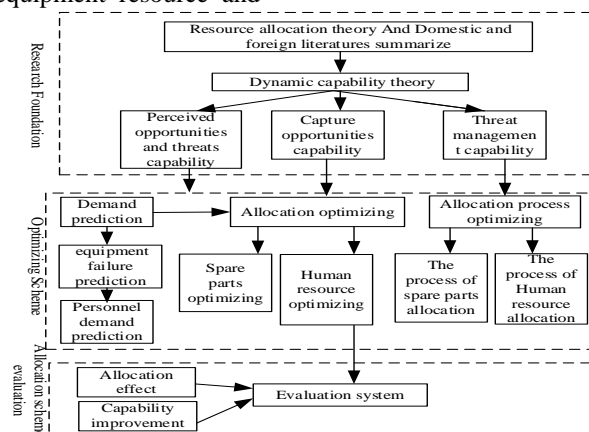 equipment resource and
Resource allocation theory And Domestic and
foreign literatures summarize
Dynamic capability theory
Perceived
opportunities
and threats
capability
Capture
opportunities
capability
Threat
managemen
t capability
Research Foundation
Demand
prediction
Allocation optimizing
Allocation process
optimizing
equipment
failure
prediction
Spare
parts
optimizing
Human
resource
optimizing
The
process of
spare parts
allocation
The
process of
Human
resource
allocation
Personnel
demand
prediction
Optimizing Scheme
Allocation
effect
Capability
improvement
Evaluation system
Allocation scheme
evaluation